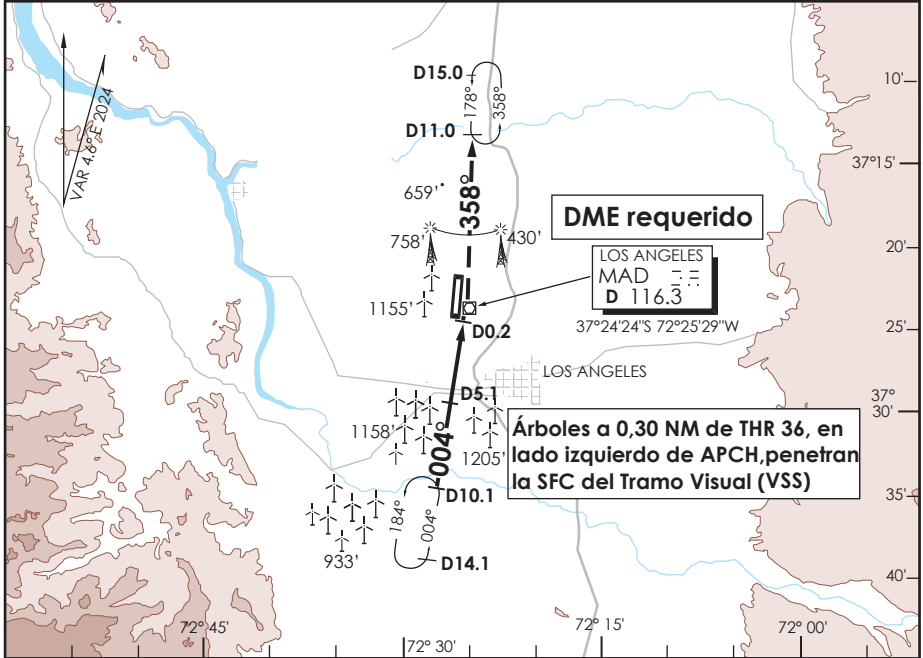 VAR 4.6° E 2024
D15.0
178°
358°
D11.0
10'
37°15'
659'
358°
DME requerido
758'
430'
20'
LOS ANGELES
MAD
D 116.3
1155'
37°24'24"S 72°25'29"W
D0.2
25'
LOS ANGELES
D5.1
37°
30'
1158'
004°
1205'
Árboles a 0,30 NM de THR 36, en
lado izquierdo de APCH,penetran
la SFC del Tramo Visual (VSS)
D10.1
35'
184°
004°
933'
D14.1
40'
72° 45'
72° 30'
72° 15'
72° 00'